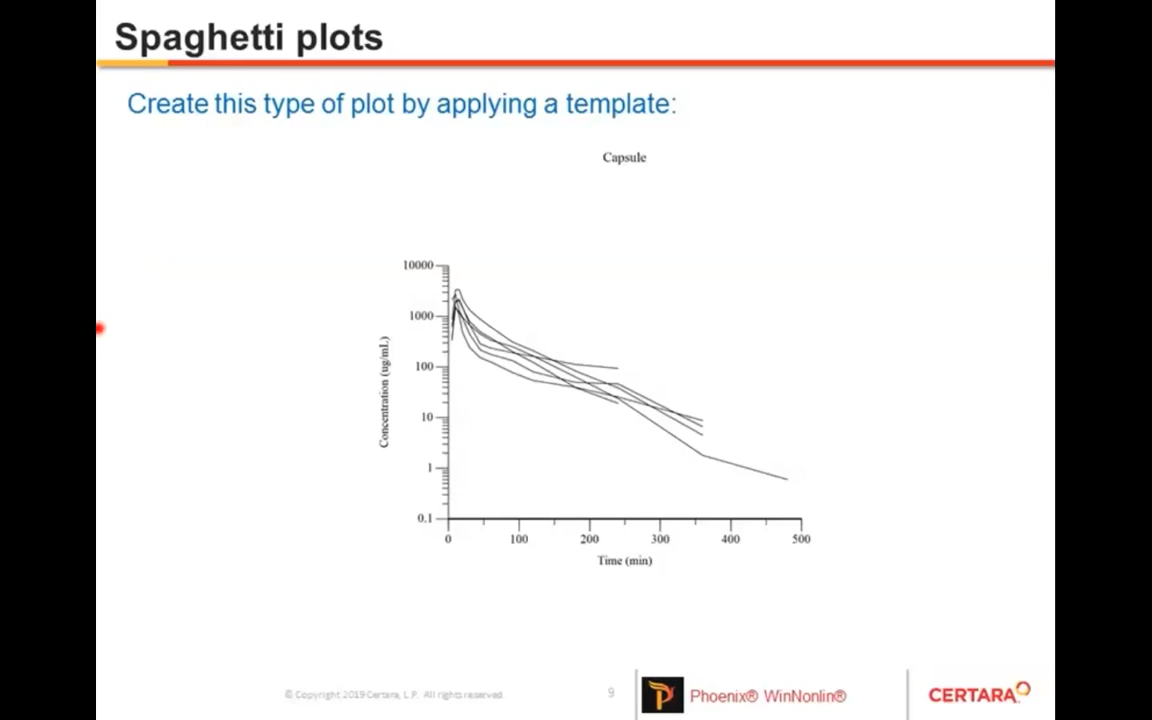 Spaghetti plots
Create this type of plot by applying a template:
Capsule
10000
1000
100
10
1
0.1
Concentration (ug/mL)
0 100 200 300 400 500
Time (min)
© Copyright 2019 Certara, L.P. All rights reserved.
9
Phoenix® WinNonlin®
CERTARA